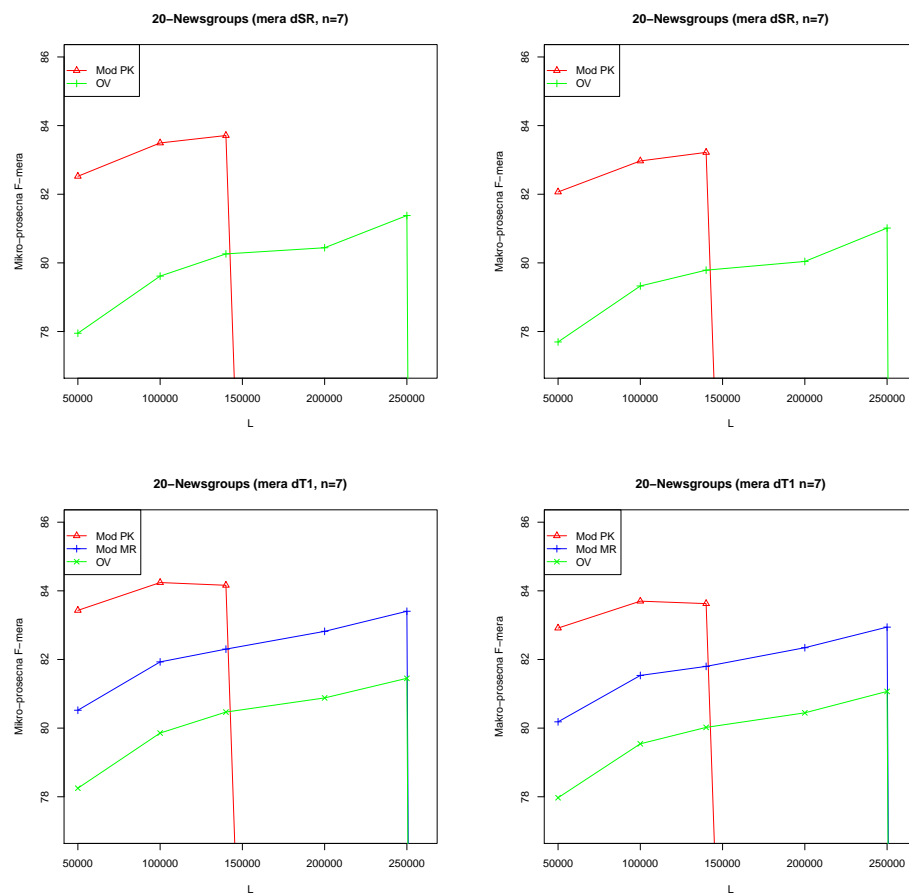 20−Newsgroups (mera dSR, n=7)
Mod PK
OV
Mikro−prosecna F−mera
86
84
82
80
78
50000 100000 150000 200000 250000
L
20−Newsgroups (mera dSR, n=7)
Mod PK
OV
Makro−prosecna F−mera
86
84
82
80
78
50000 100000 150000 200000 250000
L
20−Newsgroups (mera dT1, n=7)
Mod PK
Mod MR
OV
Mikro−prosecna F−mera
86
84
82
80
78
50000 100000 150000 200000 250000
L
20−Newsgroups (mera dT1 n=7)
Mod PK
Mod MR
OV
Makro−prosecna F−mera
86
84
82
80
78
50000 100000 150000 200000 250000
L